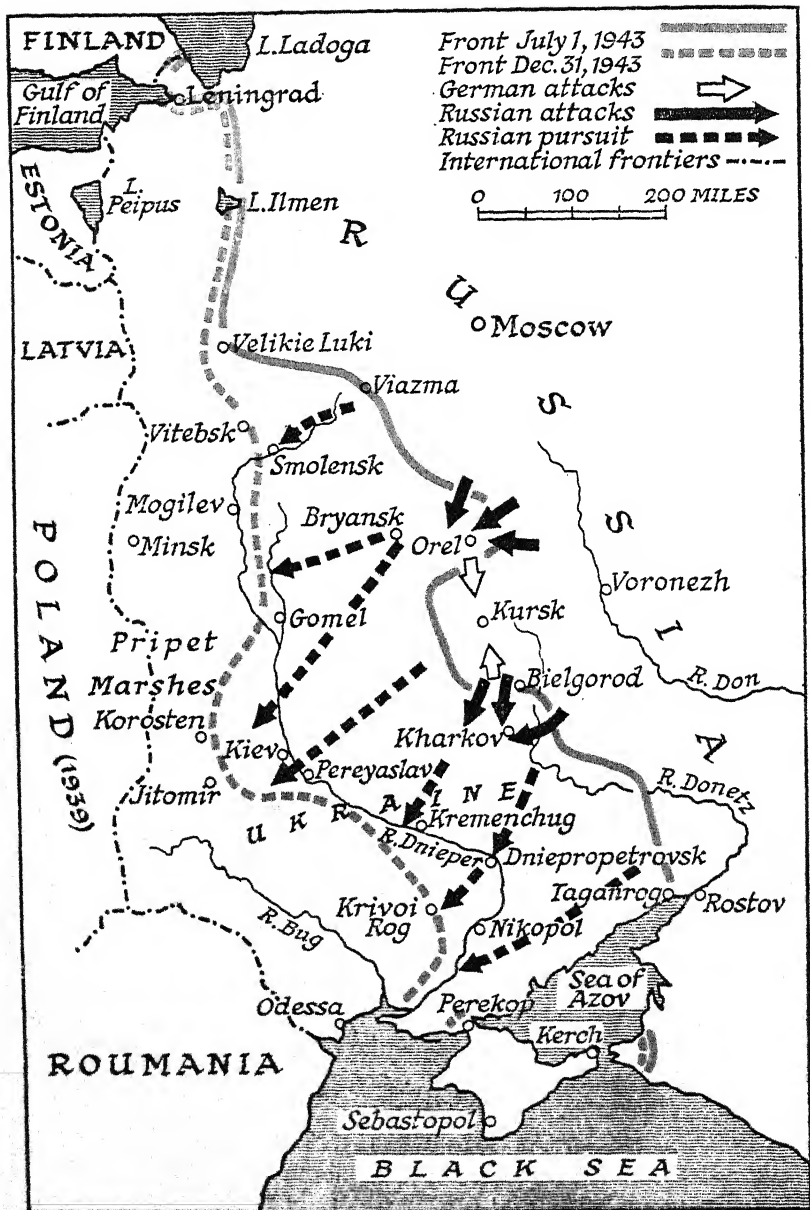 FINLAND
L.Ladoga
Gulf of
Finland
Leningrad
Front July 1, 1943
Front Dec. 31, 1943
German attacks
Russian attacks
Russian pursuit
International frontiers
0 100 200 MILES
ESTONIA
L.
Peipus
L.Ilmen
RUSSIA
Moscow
LATVIA
Velikie Luki
Viazma
Vitebsk
Smolensk
Mogilev
Minsk
Bryansk
Orel
Voronezh
POLAND (1939)
Gomel
Kursk
Pripet
Marshes
R. Don
Bielgorod
Korosten
Kiev
Kharkov
Jitomir
Pereyaslav
R. Donetz
UKRAINE
Kremenchug
R.Dnieper
Dniepropetrovsk
Taganrog
Rostov
Krivoi
Rog
Nikopol
R.Bug
Sea of
Azov
Odessa
Perekop
Kerch
ROUMANIA
Sebastopol
BLACK SEA